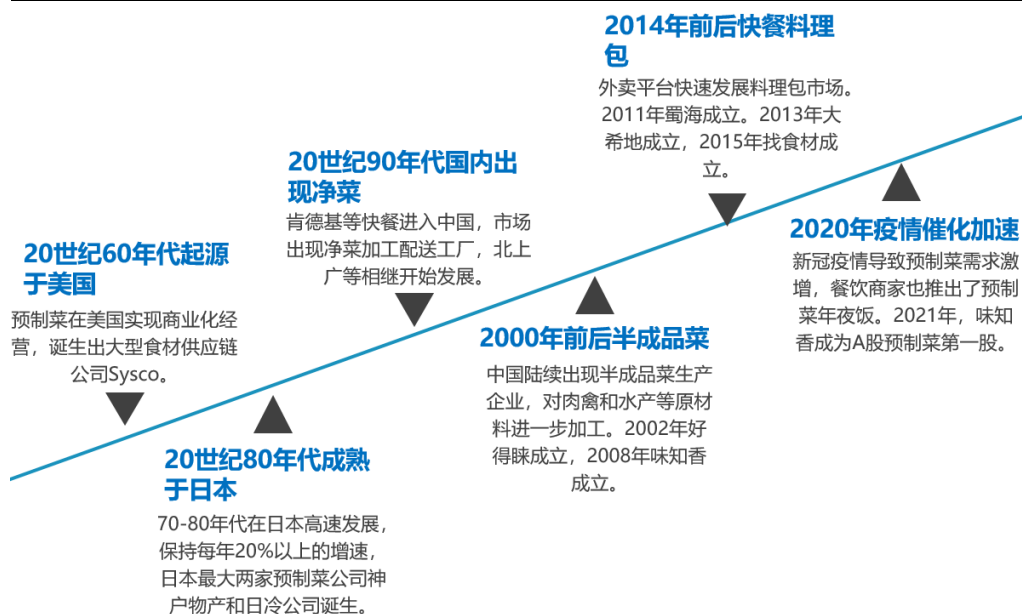 20世纪60年代起源
于美国
预制菜在美国实现商业化经
营，诞生出大型食材供应链
公司Sysco。
20世纪80年代成熟
于日本
70-80年代在日本高速发展，
保持每年20%以上的增速，
日本最大两家预制菜公司神
户物产和日冷公司诞生。
20世纪90年代国内出
现净菜
肯德基等快餐进入中国，市场
出现净菜加工配送工厂，北上
广等相继开始发展。
2000年前后半成品菜
中国陆续出现半成品菜生产
企业，对肉禽和水产等原材
料进一步加工。2002年好
得睐成立，2008年味知香
成立。
2014年前后快餐料理
包
外卖平台快速发展料理包市场。
2011年蜀海成立。2013年大
希地成立，2015年找食材成
立。
2020年疫情催化加速
新冠疫情导致预制菜需求激
增，餐饮商家也推出了预制
菜年夜饭。2021年，味知
香成为A股预制菜第一股。